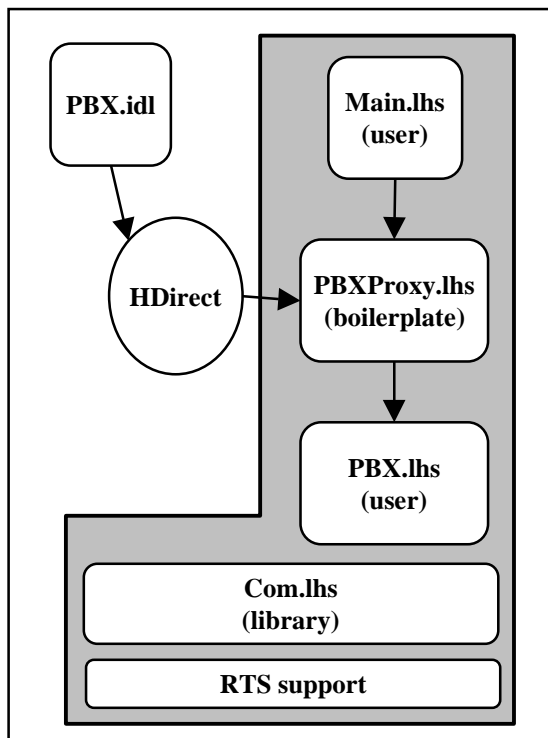 PBX.idl
Main.lhs
(user)
HDirect
PBXProxy.lhs
(boilerplate)
PBX.lhs
(user)
Com.lhs
(library)
RTS support